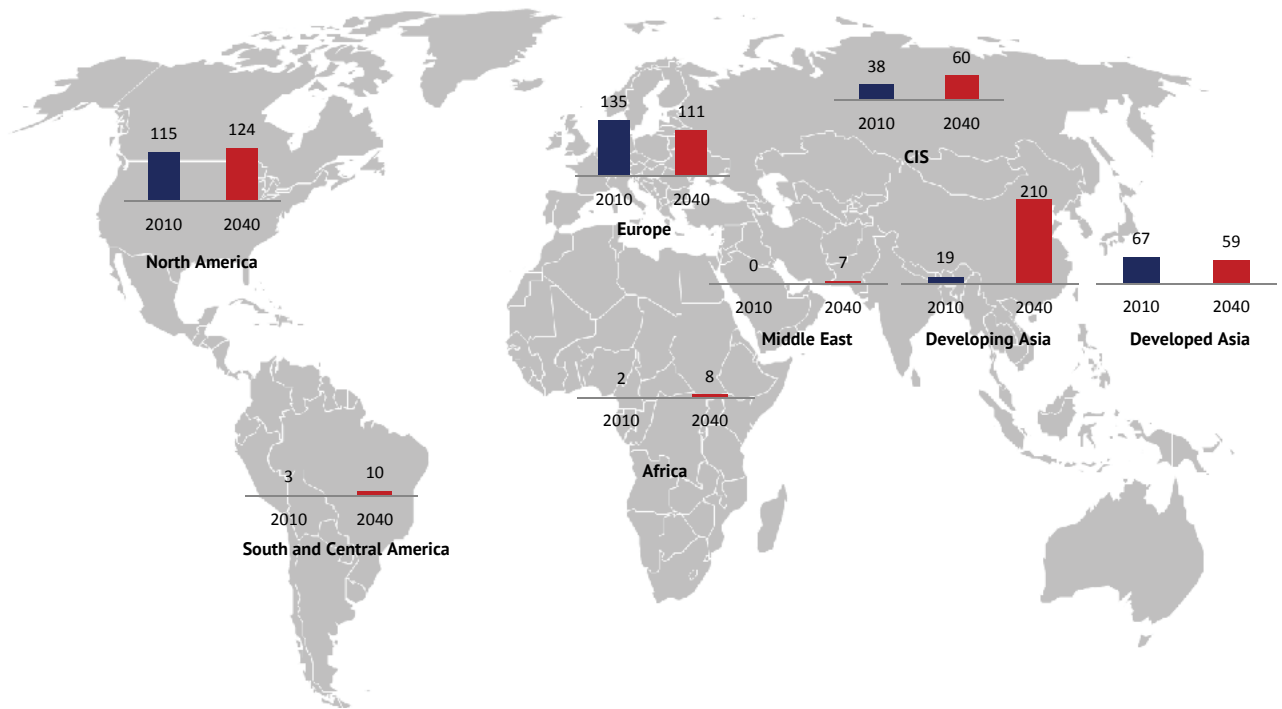 38 60
2010 2040
CIS
135 111
2010 2040
Europe
115 124
2010 2040
North America
0 7
2010 2040
Middle East
19 210
2010 2040
Developing Asia
67 59
2010 2040
Developed Asia
2 8
2010 2040
Africa
3 10
2010 2040
South and Central America